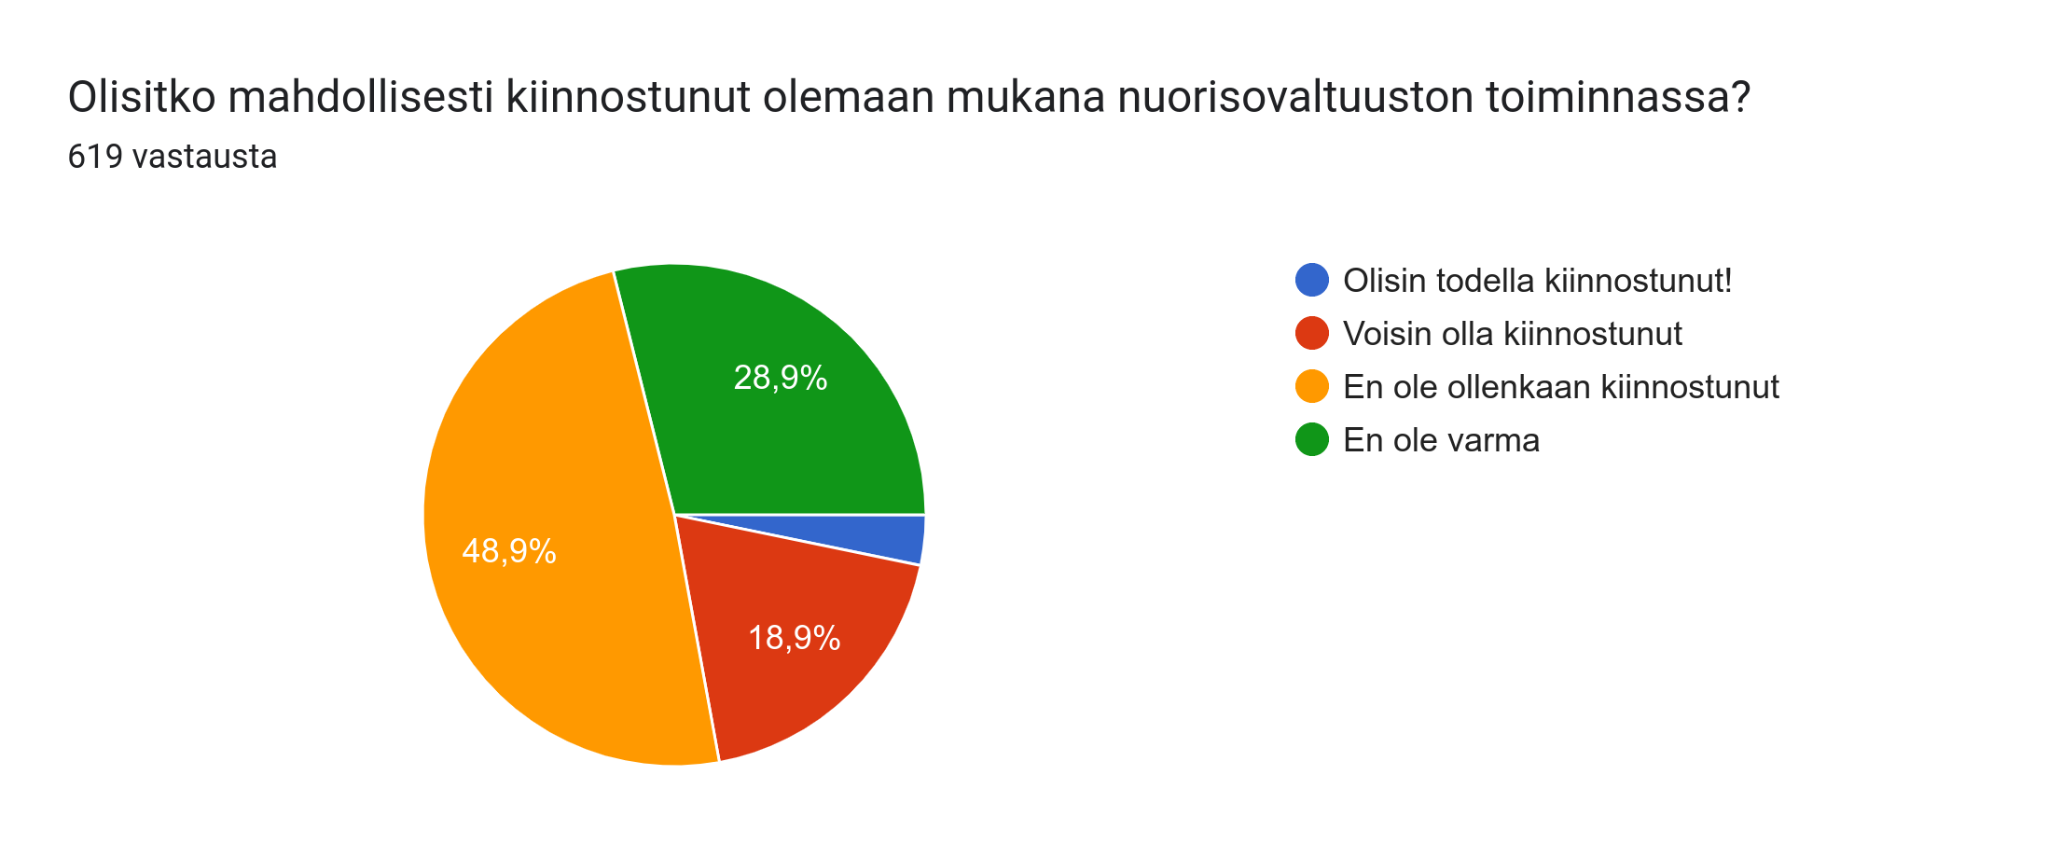 Olisitko mahdollisesti kiinnostunut olemaan mukana nuorisovaltuuston toiminnassa?
619 vastausta
28,9%
48,9%
18,9%
Olisin todella kiinnostunut!
Voisin olla kiinnostunut
En ole ollenkaan kiinnostunut
En ole varma